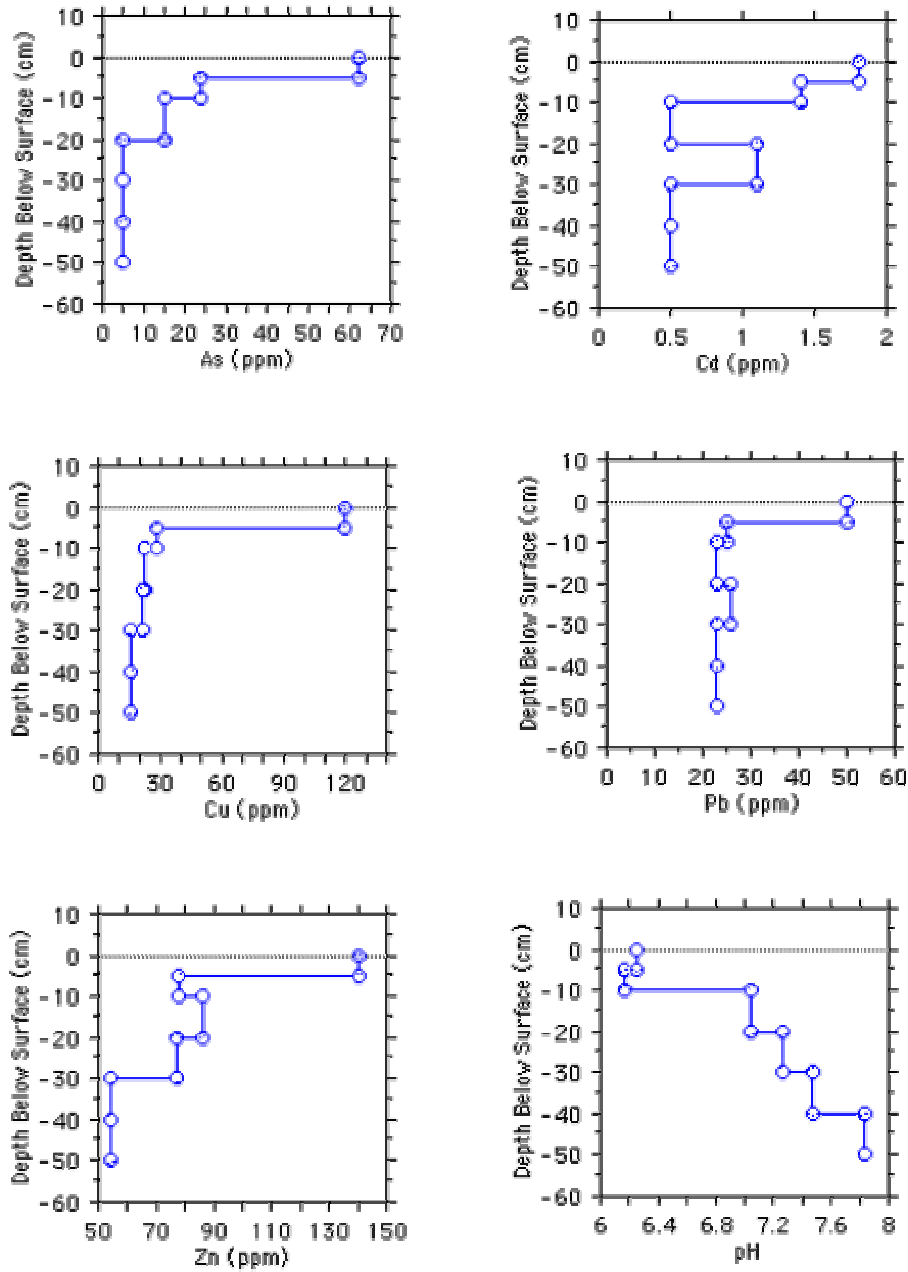 10
0
-10
-20
-30
-40
-50
-60
Depth Below Surface (cm)
0 10 20 30 40 50 60 70
As (ppm)
10
0
-10
-20
-30
-40
-50
-60
Depth Below Surface (cm)
0 0.5 1 1.5 2
Cd (ppm)
10
0
-10
-20
-30
-40
-50
-60
Depth Below Surface (cm)
0 30 60 90 90 120
Cu (ppm)
10
0
-10
-20
-30
-40
-50
-60
Depth Below Surface (cm)
0 10 20 30 40 50 60
Pb (ppm)
10
0
-10
-20
-30
-40
-50
-60
Depth Below Surface (cm)
50 70 90 110 130 150
Zn (ppm)
10
0
-10
-20
-30
-40
-50
-60
Depth Below Surface (cm)
6 6.4 6.8 7.2 7.6 8
pH